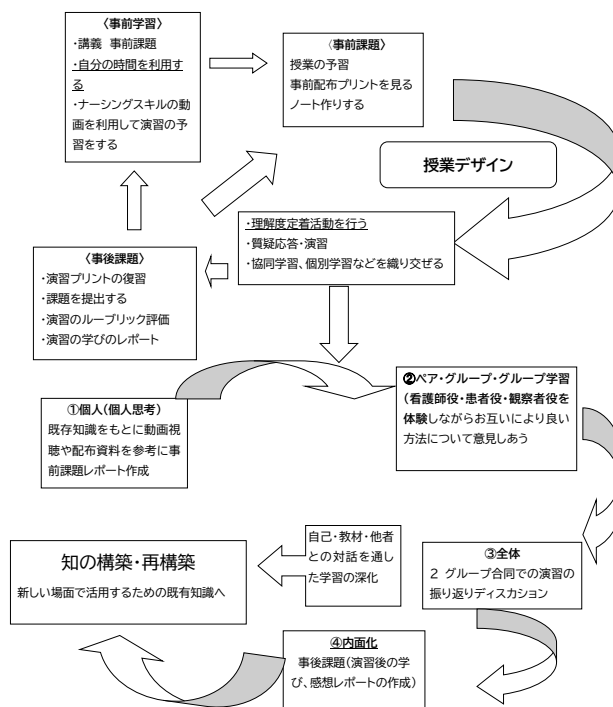 〈事前学習〉
・講義 事前課題
・自分の時間を利用す
る
・ナーシングスキルの動
画を利用して演習の予
習をする
〈事前課題〉
授業の予習
事前配布プリントを見る
ノート作りする
授業デザイン
・理解度定着活動を行う
・質疑応答・演習
・協同学習、個別学習などを織り交ぜる
〈事後課題〉
・演習プリントの復習
・課題を提出する
・演習のルーブリック評価
・演習の学びのレポート
①個人(個人思考)
既存知識をもとに動画視
聴や配布資料を参考に事
前課題レポート作成
❷ペア・グループ・グループ学習
(看護師役・患者役・観察者役を
体験しながらお互いにより良い
方法について意見しあう
③全体
2 グループ合同での演習の
振り返りディスカション
自己・教材・他者
との対話を通し
た学習の深化
知の構築・再構築
新しい場面で活用するための既有知識へ
④内面化
事後課題(演習後の学
び、感想レポートの作成)